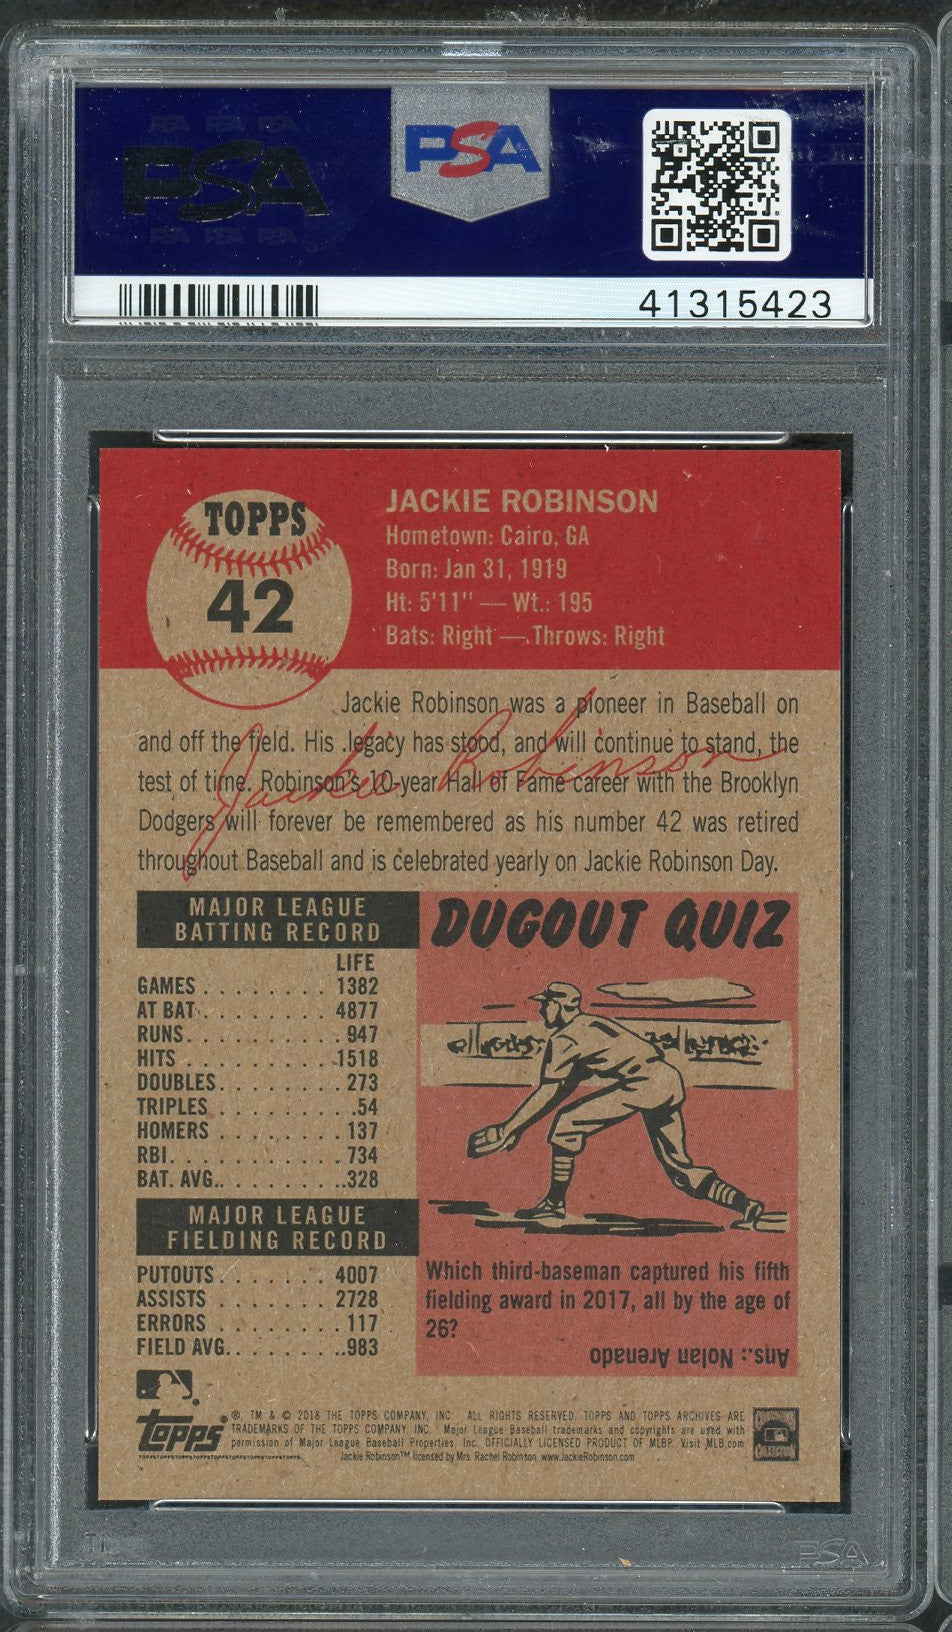 PSA PSA PSA
PSA
PSA PSA PSA
PSA
41315423
TOPPS
42
JACKIE ROBINSON
Hometown: Cairo, GA
Born: Jan 31, 1919
Ht: 5'11" — Wt.: 195
Bats: Right — Throws: Right
Jackie Robinson was a pioneer in Baseball on
and off the field. His legacy has stood, and will continue to stand, the
test of time. Robinson's 10-year Hall of Fame career with the Brooklyn
Dodgers will forever be remembered as his number 42 was retired
throughout Baseball and is celebrated yearly on Jackie Robinson Day.
Jackie Robinson
MAJOR LEAGUE
BATTING RECORD
LIFE
GAMES . . . . . . . . 1382
AT BAT . . . . . . . . 4877
RUNS. . . . . . . . . . 947
HITS . . . . . . . . . 1518
DOUBLES . . . . . . . . 273
TRIPLES . . . . . . . . .54
HOMERS . . . . . . . . 137
RBI. . . . . . . . . . . 734
BAT. AVG.. . . . . . . ..328
MAJOR LEAGUE
FIELDING RECORD
PUTOUTS . . . . . . . 4007
ASSISTS . . . . . . . . 2728
ERRORS . . . . . . . . 117
FIELD AVG. . . . . . . ..983
DUGOUT QUIZ
Which third-baseman captured his fifth
fielding award in 2017, all by the age of
26?
Ans.: Nolan Arenado
topps
®, TM & © 2018 THE TOPPS COMPANY, INC. ALL RIGHTS RESERVED. TOPPS AND TOPPS ARCHIVES ARE
TRADEMARKS OF THE TOPPS COMPANY, INC. Major League Baseball trademarks and copyrights are used with
permission of Major League Baseball Properties, Inc. OFFICIALLY LICENSED PRODUCT OF MLBP. Visit MLB.com
Jackie Robinson™ licensed by Mrs. Rachel Robinson. www.JackieRobinson.com
PSA